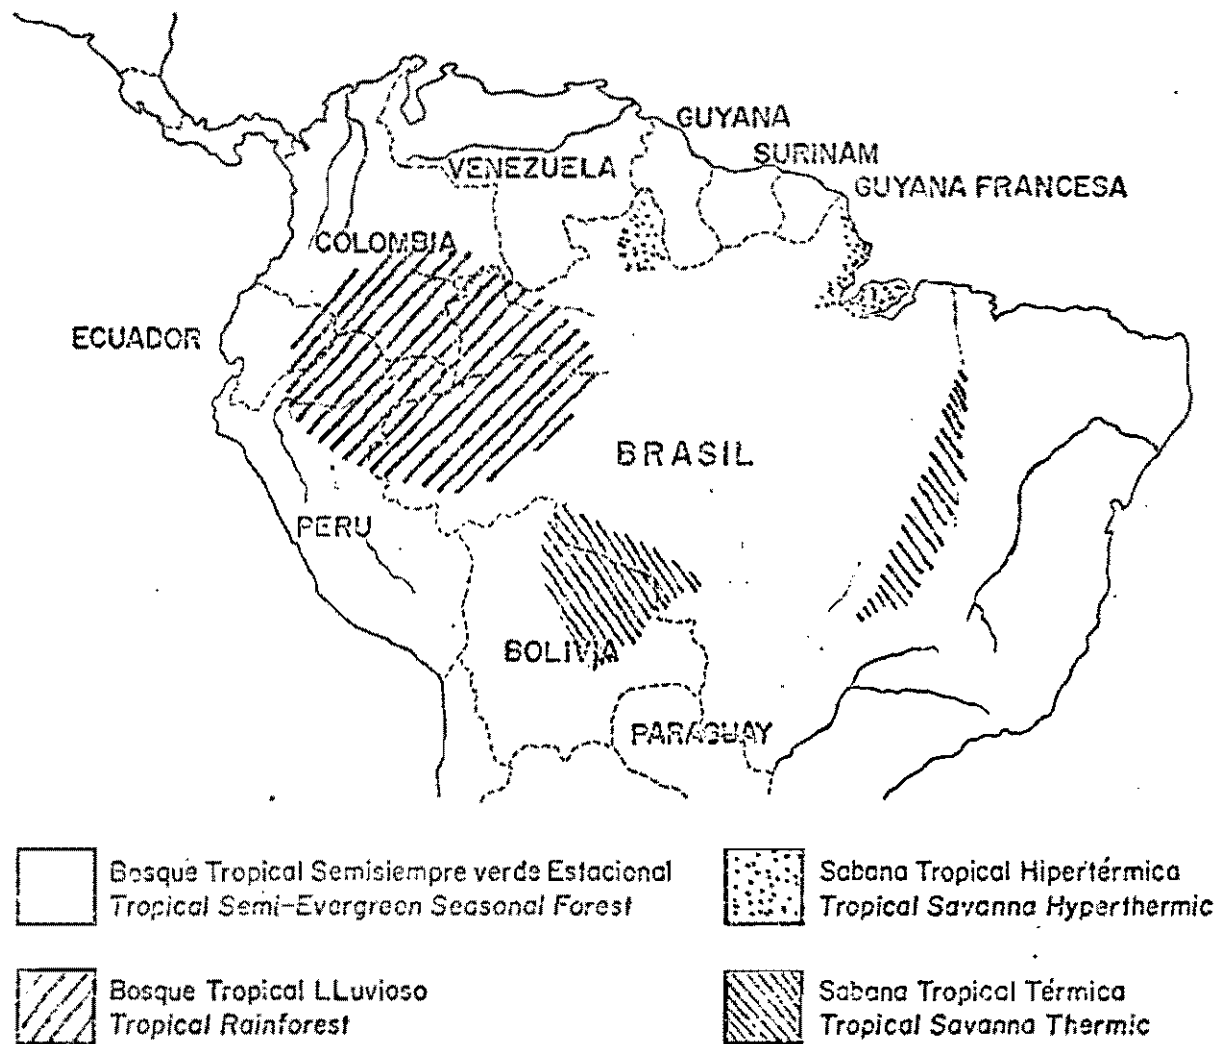 GUYANA
SURINAM
VENEZUELA
GUYANA FRANCESA
COLOMBIA
ECUADOR
BRASIL
PERU
BOLIVIA
PARAGUAY
Bosque Tropical Semisiempre verde Estacional
Tropical Semi-Evergreen Seasonal Forest
Bosque Tropical LLuvioso
Tropical Rainforest
Sabana Tropical Hipertérmica
Tropical Savanna Hyperthermic
Sabana Tropical Térmica
Tropical Savanna Thermic